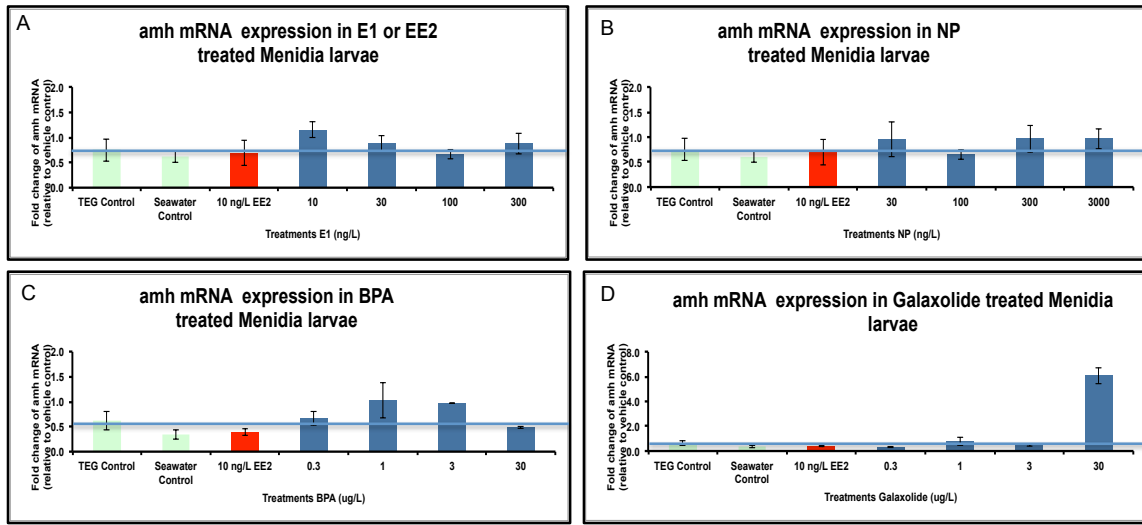 A
amh mRNA expression in E1 or EE2
treated Menidia larvae
Fold change of amh mRNA
(relative to vehicle control)
2.0
1.5
1.0
0.5
0.0
TEG Control
Seawater Control
10 ng/L EE2
10
30
100
300
Treatments E1 (ng/L)
B
amh mRNA expression in NP
treated Menidia larvae
Fold change of amh mRNA
(relative to vehicle control)
2.0
1.5
1.0
0.5
0.0
TEG Control
Seawater Control
10 ng/L EE2
30
100
300
3000
Treatments NP (ng/L)
C
amh mRNA expression in BPA
treated Menidia larvae
Fold change of amh mRNA
(relative to vehicle control)
2.0
1.5
1.0
0.5
0.0
TEG Control
Seawater
Control
10 ng/L EE2
0.3
1
3
30
Treatments BPA (ug/L)
D
amh mRNA expression in Galaxolide treated Menidia
larvae
Fold change of amh mRNA
(relative to vehicle control)
8.0
6.0
4.0
2.0
0.0
TEG Control
Seawater
Control
10 ng/L EE2
0.3
1
3
30
Treatments Galaxolide (ug/L)